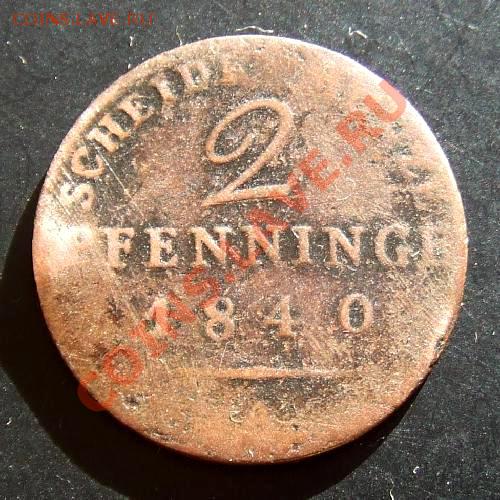 COINS.LAVE.RU
SCHEIDE
2
PFENNINGE
1840
A
COINS.LAVE.RU